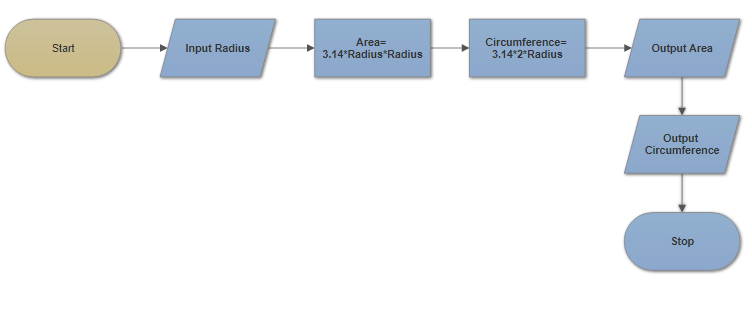 Start
Input Radius
Area=
3.14*Radius*Radius
Circumference=
3.14*2*Radius
Output Area
Output
Circumference
Stop